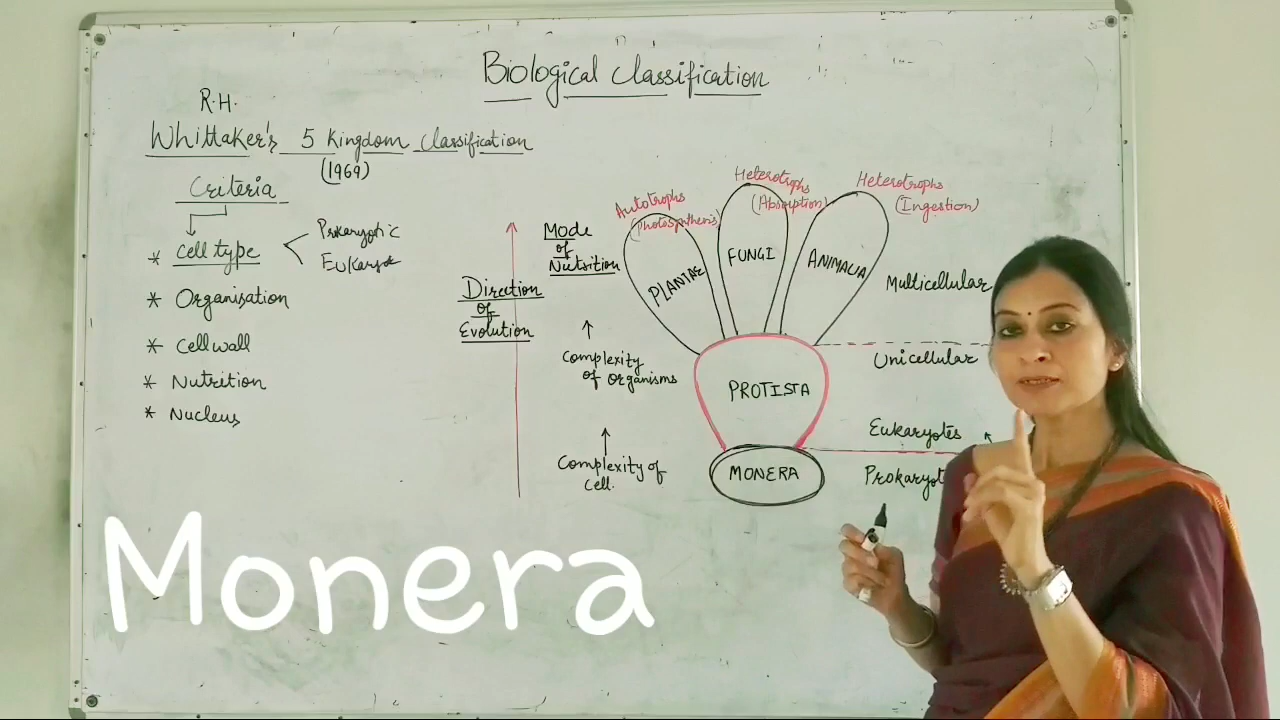 Biological Classification
R.H.
Whittaker's 5 Kingdom Classification
(1969)
Criteria
* Cell type
Prokaryotic
* Organisation
* Cell wall
* Nutrition
* Nucleus
Direction
of
Evolution
Mode
of
Nutrition
Complexity
of organisms
Complexity of
cell.
Autotrophs
(Photosynthesis)
Heterotrophs
(Absorption)
Heterotrophs
(Ingestion)
PLANTAE
FUNGI
ANIMALIA
Multicellular
Unicellular
PROTISTA
Eukaryotes
MONERA
Prokaryot
Monera